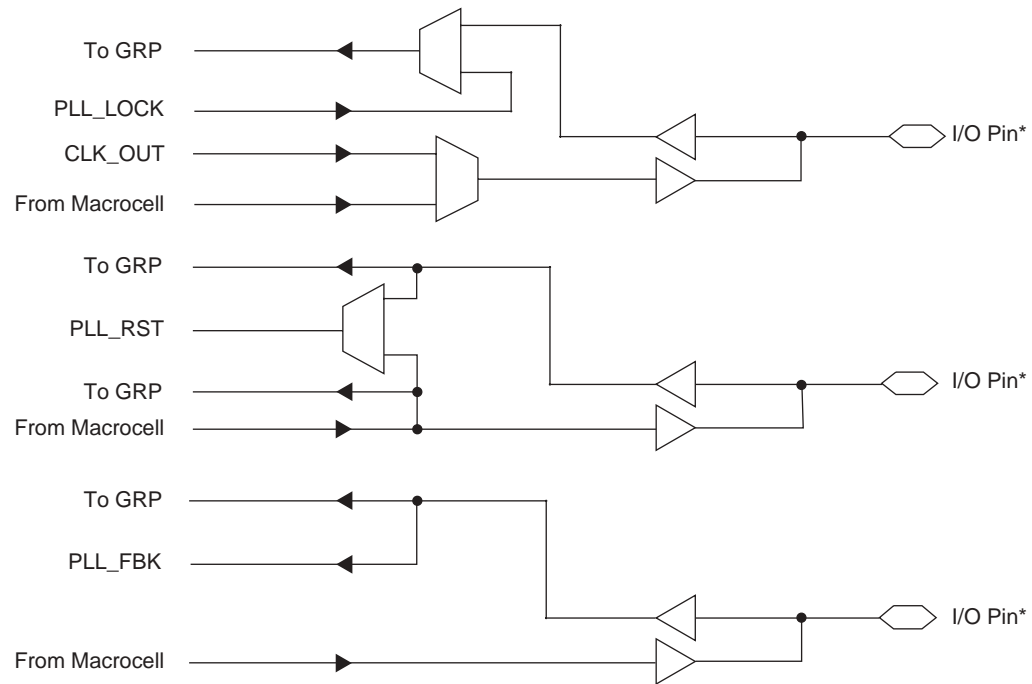 To GRP
PLL_LOCK
CLK_OUT
I/O Pin*
From Macrocell
To GRP
PLL_RST
To GRP
I/O Pin*
From Macrocell
To GRP
PLL_FBK
I/O Pin*
From Macrocell